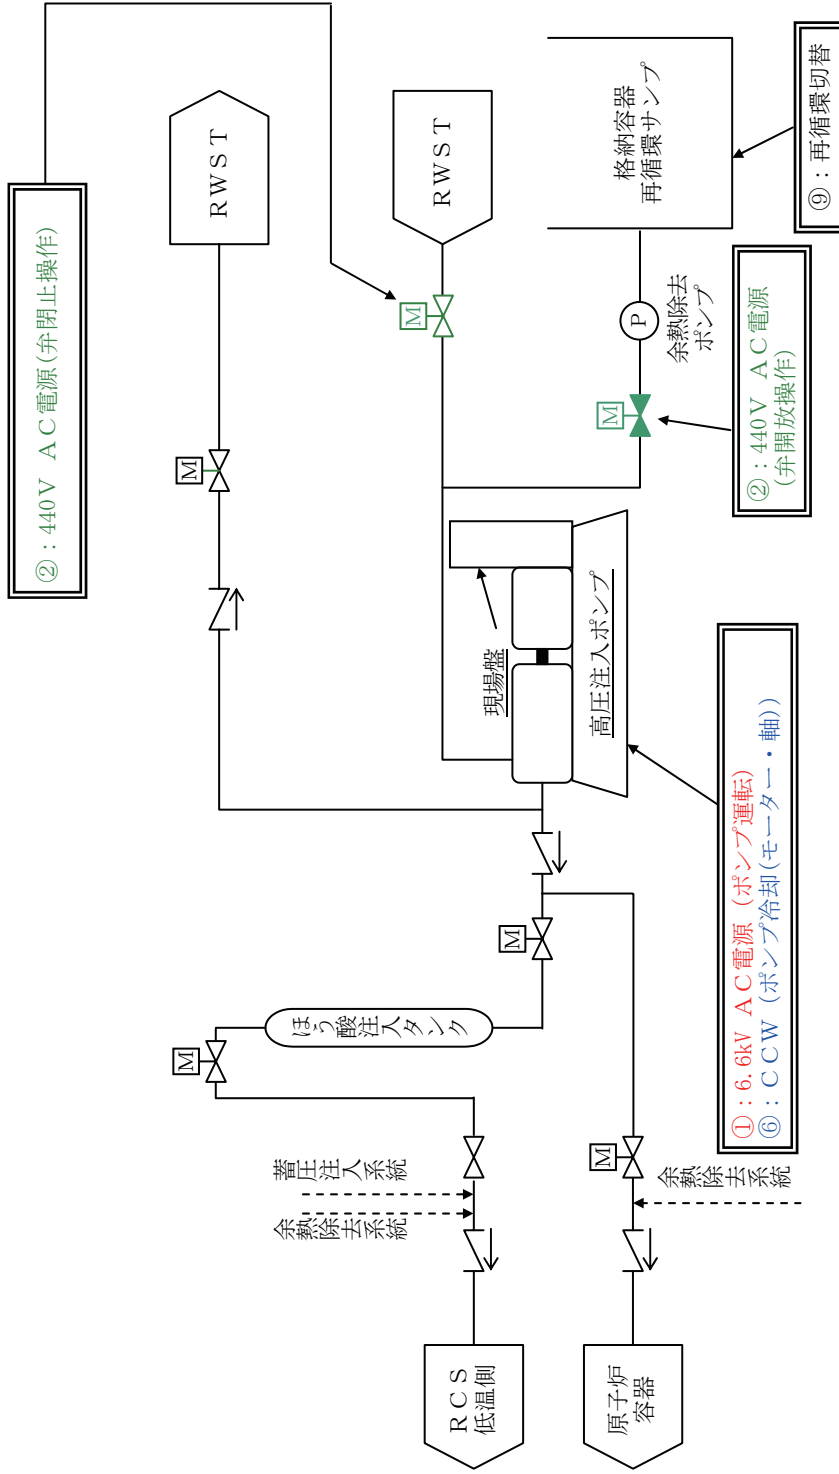 RCS
低温側
原子炉
容器
余熱除去系統
蓄圧注入系統
余熱除去系統
M
M
ほう酸注入タンク
M
②：440V AC電源(弁閉止操作)
M
RWST
M
RWST
現場盤
高圧注入ポンプ
①：6.6kV AC電源 (ポンプ運転)
⑥：CCW (ポンプ冷却(モーター・軸))
M
P
余熱除去
ポンプ
②：440V AC電源
(弁開放操作)
格納容器
再循環サンプ
⑨：再循環切替